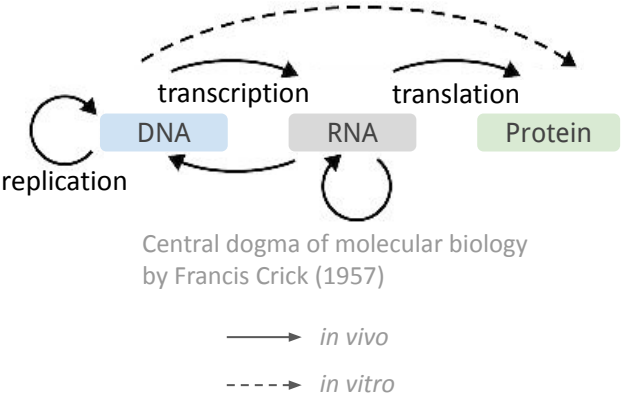 transcription
translation
DNA
RNA
Protein
replication
Central dogma of molecular biology
by Francis Crick (1957)
in vivo
in vitro